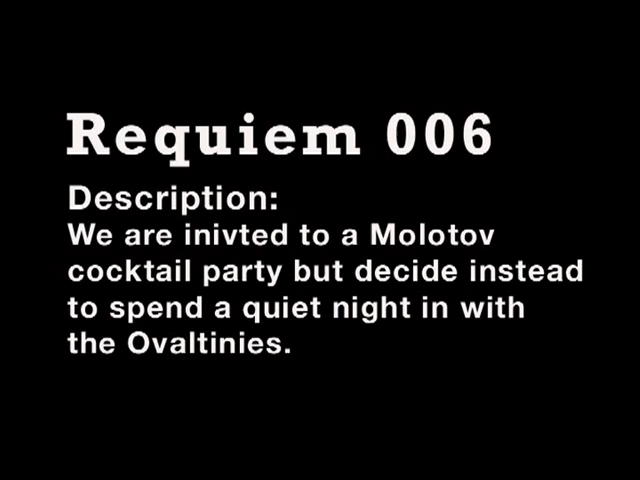 Requiem 006
Description:
We are inivted to a Molotov
cocktail party but decide instead
to spend a quiet night in with
the Ovaltinies.